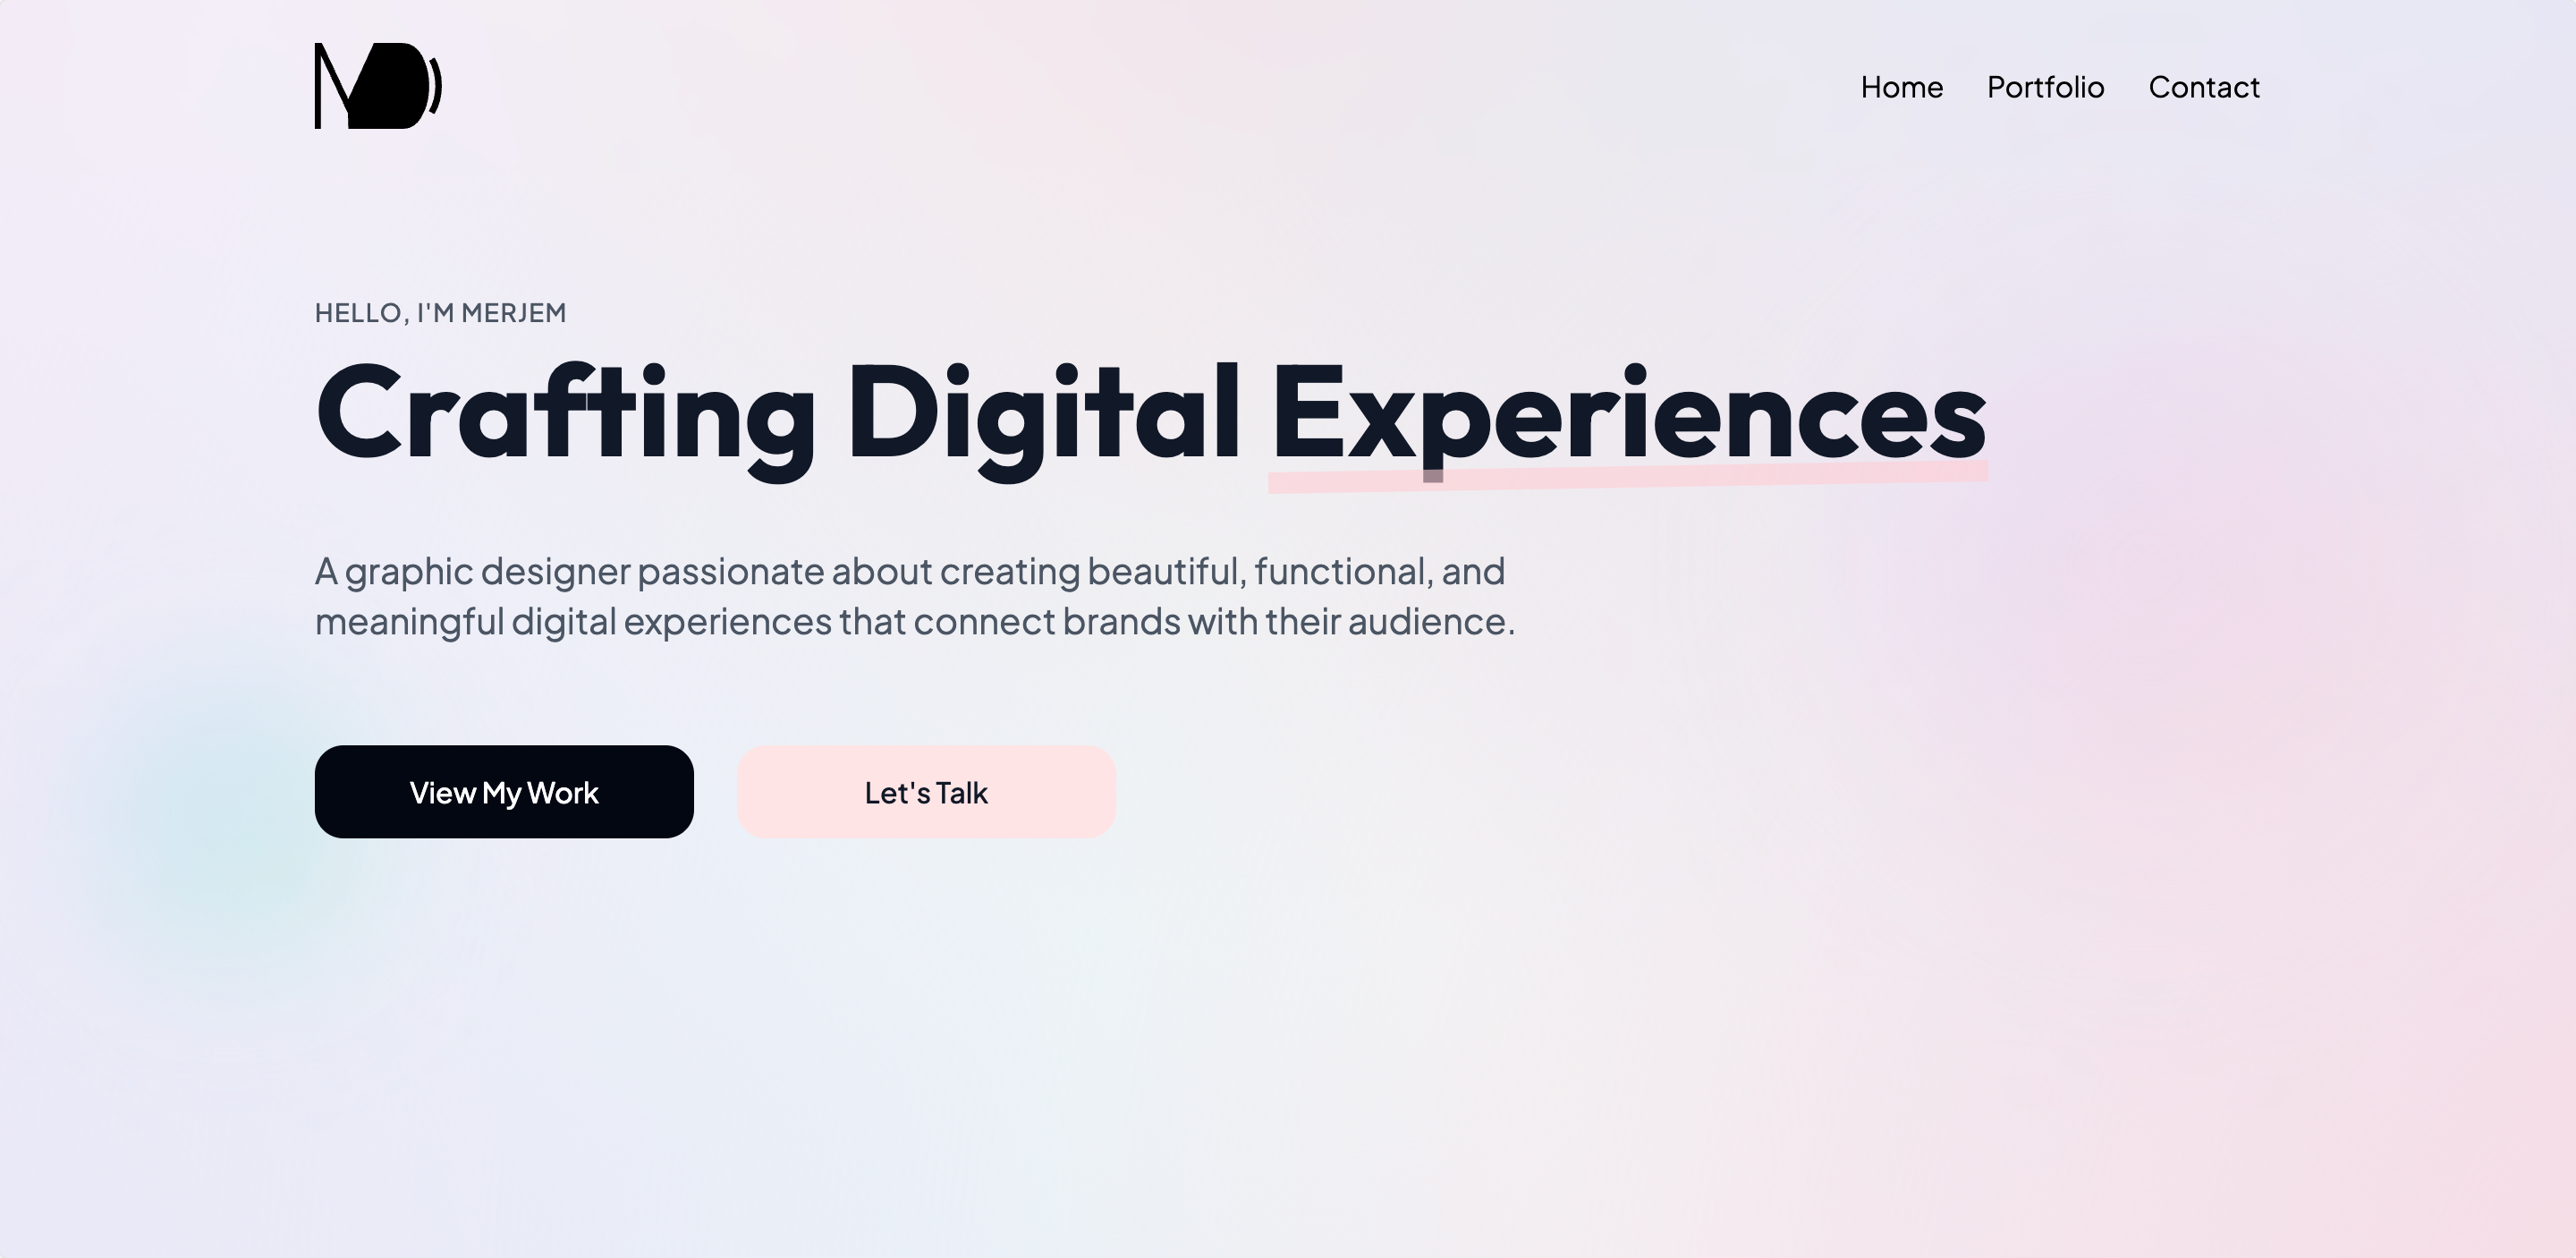 MD
Home Portfolio Contact
HELLO, I'M MERJEM
Crafting Digital Experiences
A graphic designer passionate about creating beautiful, functional, and
meaningful digital experiences that connect brands with their audience.
View My Work Let's Talk